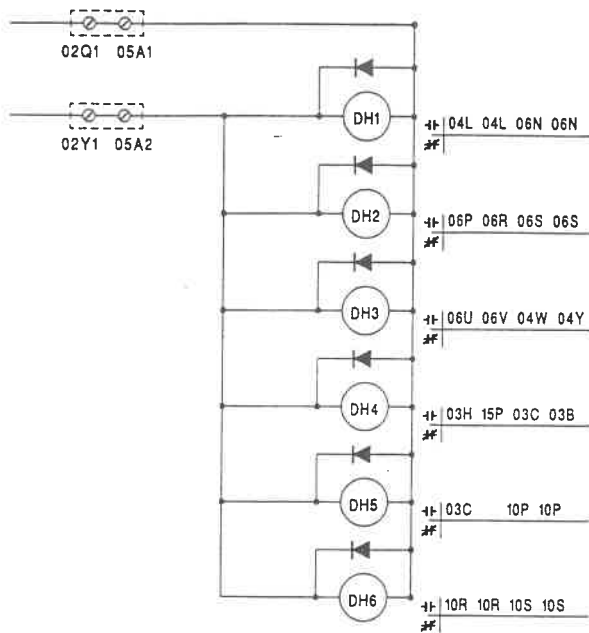 02Q1 05A1
DH1
02Y1 05A2
04L 04L 06N 06N
DH2
06P 06R 06S 06S
DH3
06U 06V 04W 04Y
DH4
03H 15P 03C 03B
DH5
03C 10P 10P
DH6
10R 10R 10S 10S